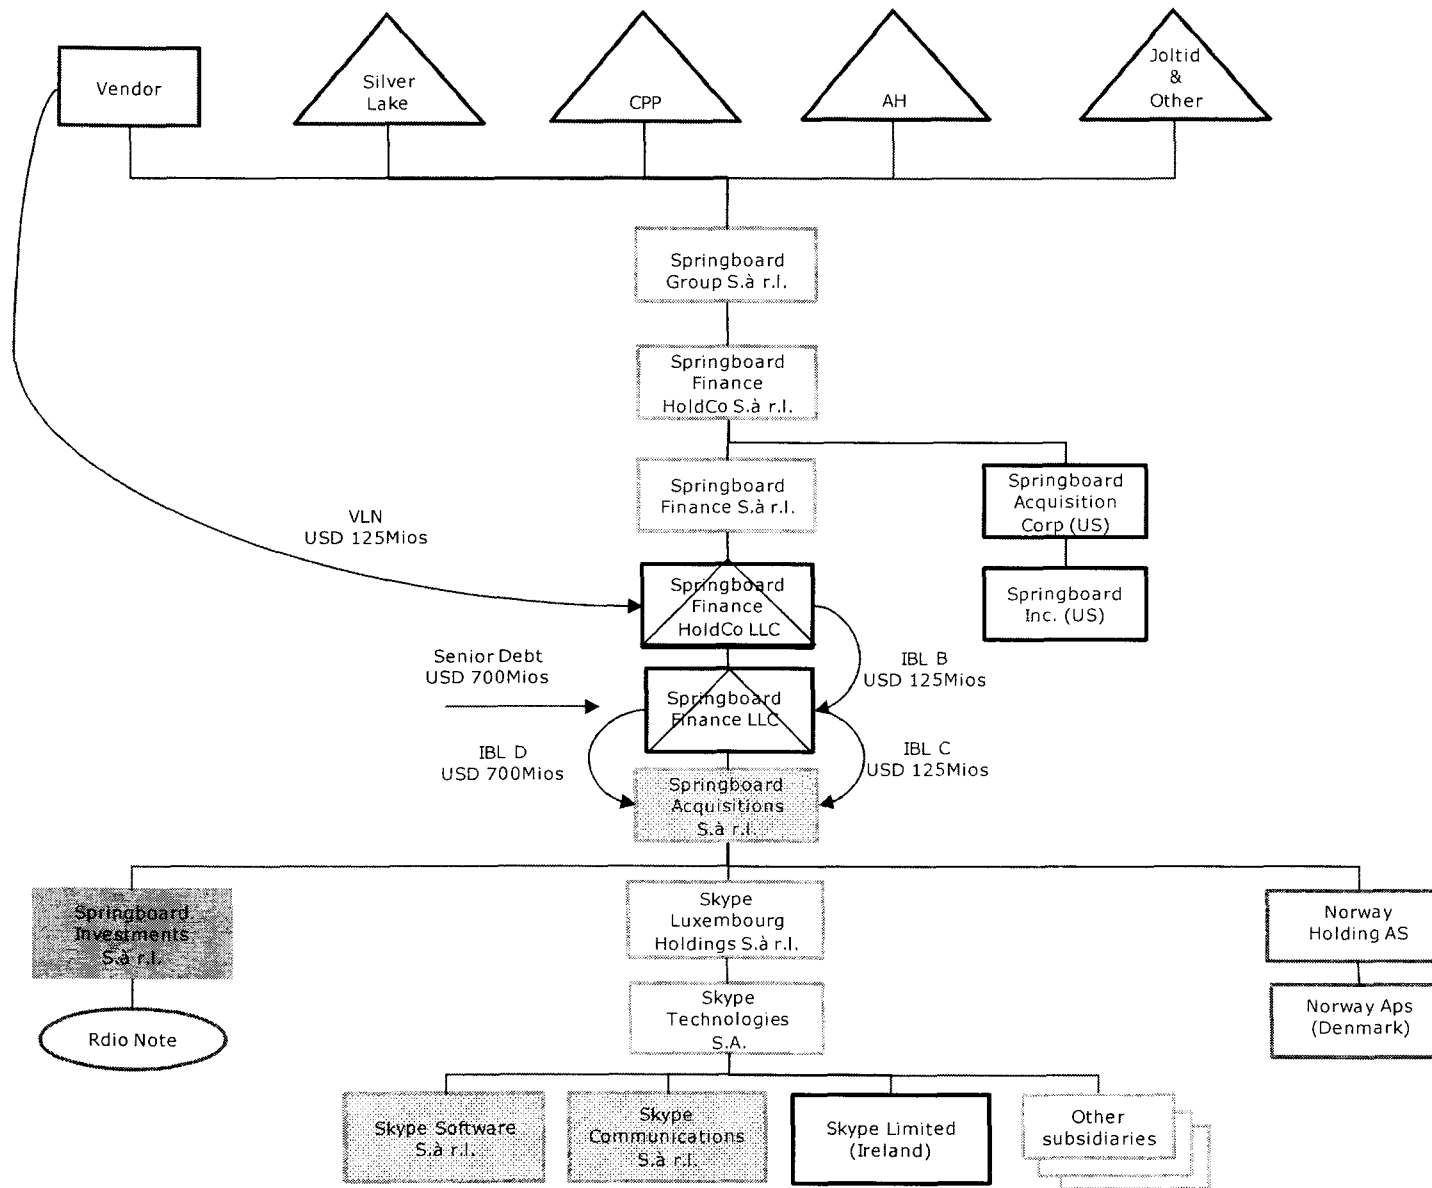 Vendor
Silver
Lake
CPP
AH
Joltid
&
Other
Springboard
Group S.à r.l.
Springboard
Finance
HoldCo S.à r.l.
Springboard
Finance S.à r.l.
Springboard
Acquisition
Corp (US)
VLN
USD 125Mios
Springboard
Finance
HoldCo LLC
Springboard
Inc. (US)
Senior Debt
USD 700Mios
IBL B
USD 125Mios
Springboard
Finance LLC
IBL D
USD 700Mios
IBL C
USD 125Mios
Springboard
Acquisitions
S.à r.l.
Springboard
Investments
S.à r.l.
Skype
Luxembourg
Holdings S.à r.l.
Norway
Holding AS
Rdio Note
Skype
Technologies
S.A.
Norway Aps
(Denmark)
Skype Software
S.à r.l.
Skype
Communications
S.à r.l.
Skype Limited
(Ireland)
Other
subsidiaries